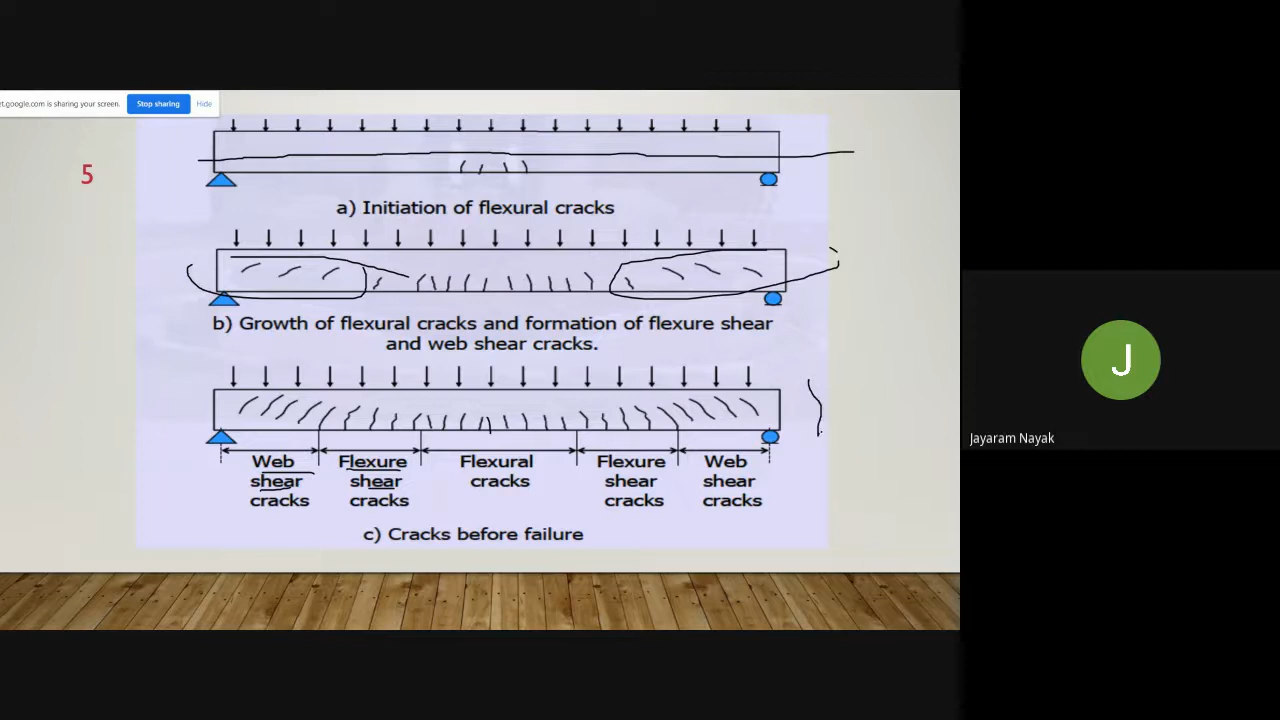 et.google.com is sharing your screen. Stop sharing Hide
5
a) Initiation of flexural cracks
b) Growth of flexural cracks and formation of flexure shear
and web shear cracks.
Web Flexure Flexural Flexure Web
shear shear cracks shear shear
cracks cracks cracks cracks
c) Cracks before failure
J
Jayaram Nayak